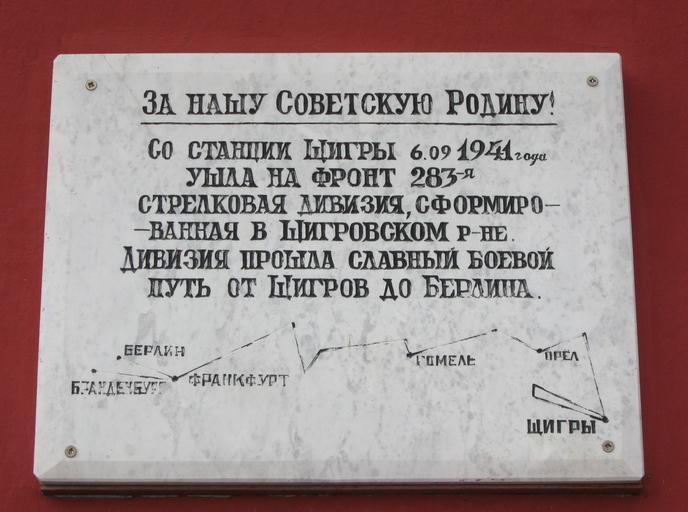 За нашу Советскую Родину!
Со станции Щигры 6.09 1941 года
ушла на фронт 283-я
стрелковая дивизия, сформиро-
-ванная в Щигровском р-не.
Дивизия прошла славный боевой
путь от Щигров до Берлина.
БЕРЛИН
БРАНДЕНБУРГ
ФРАНКФУРТ
ГОМЕЛЬ
ОРЕЛ
ЩИГРЫ